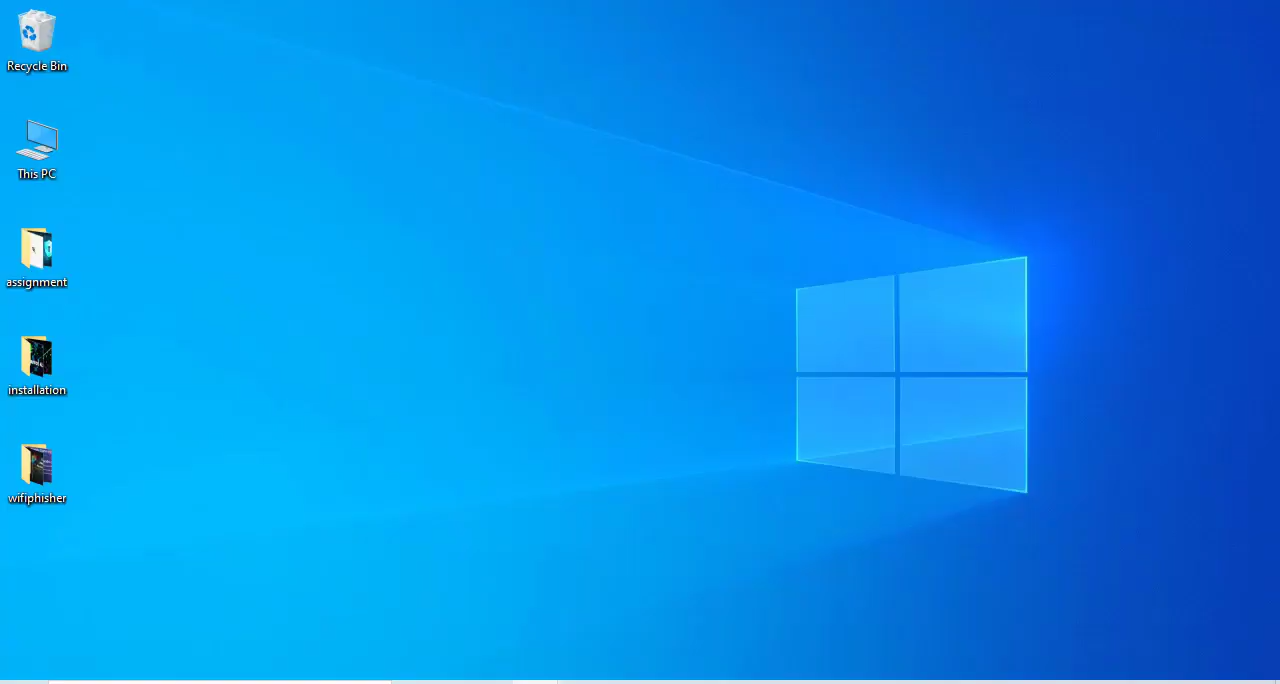 Recycle Bin
This PC
assignment
installation
wifiphisher